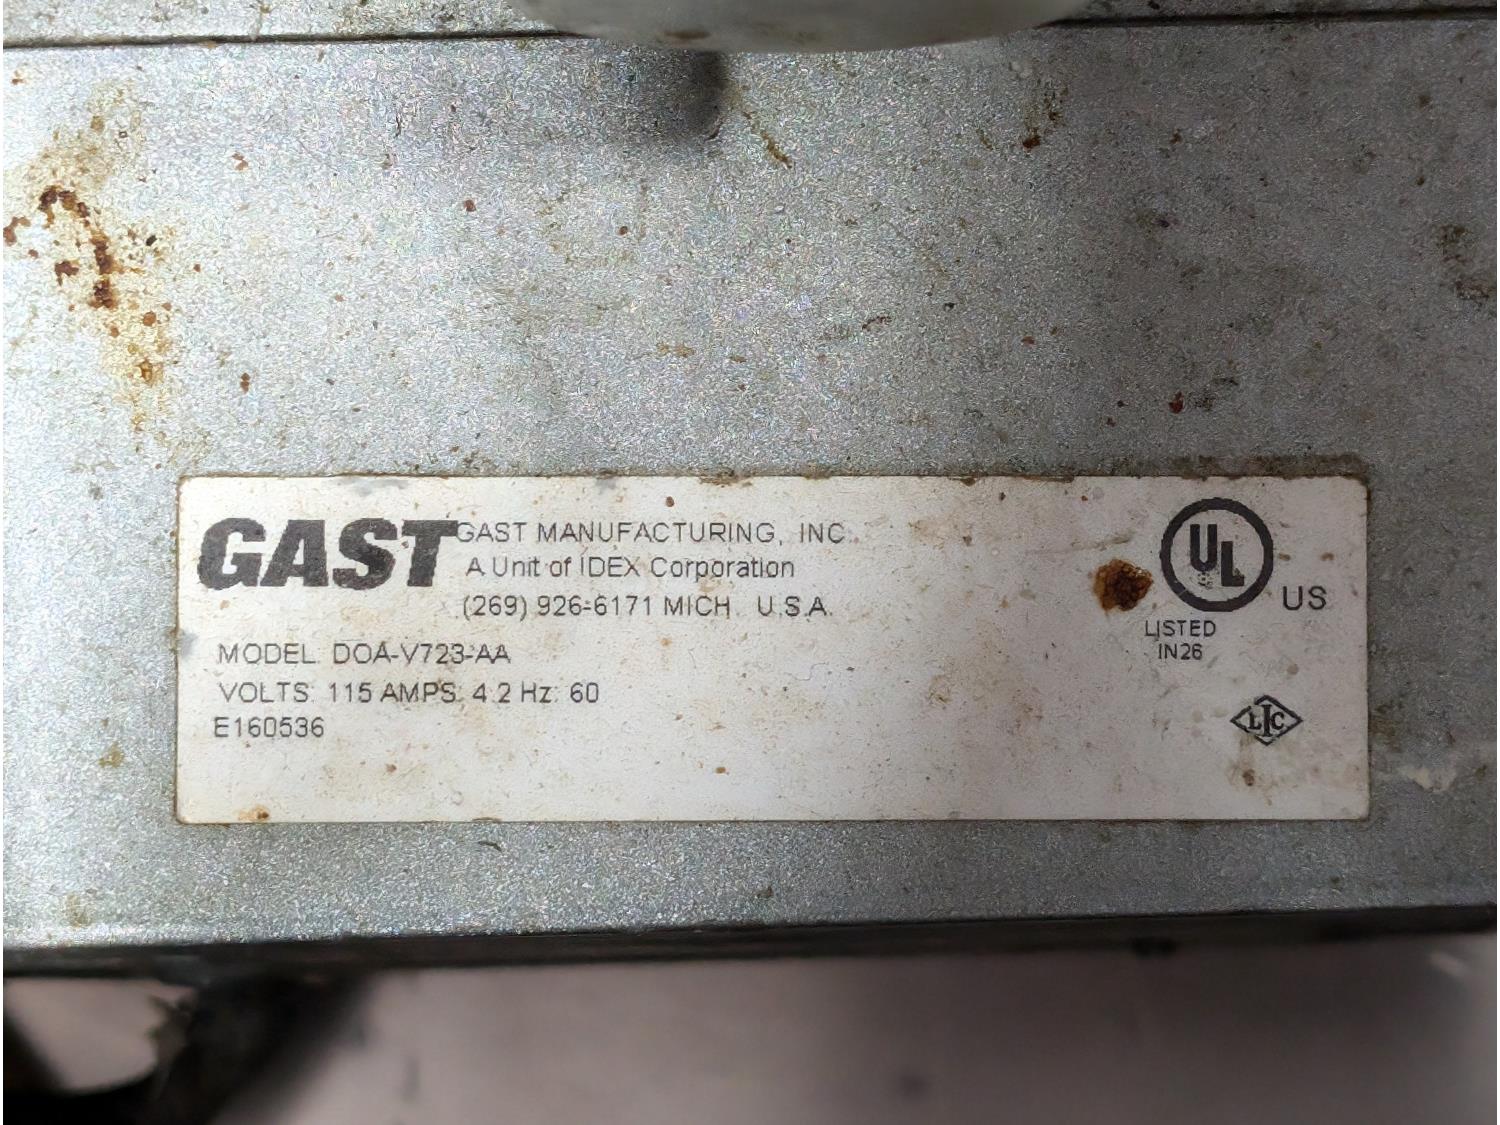 GAST GAST MANUFACTURING, INC.
A Unit of IDEX Corporation
(269) 926-6171 MICH. U.S.A.
MODEL: DOA-V723-AA
VOLTS: 115 AMPS: 4.2 Hz: 60
E160536
UL US
LISTED
IN26
LIC